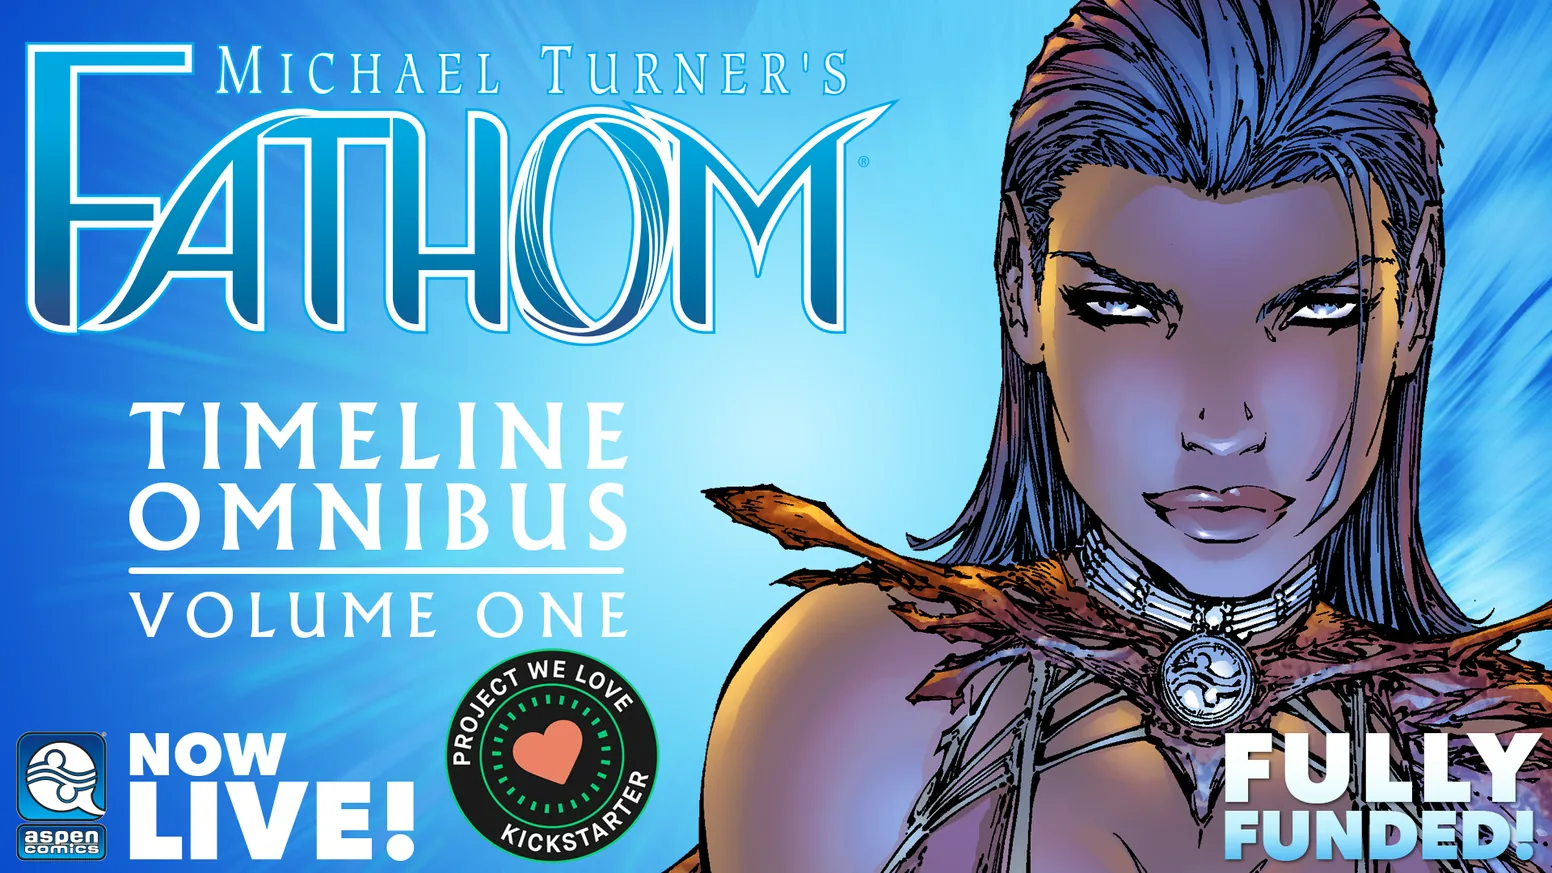 MICHAEL TURNER'S
FATHOM®
TIMELINE
OMNIBUS
VOLUME ONE
PROJECT WE LOVE
KICKSTARTER
NOW
LIVE!
aspen
comics
FULLY
FUNDED!